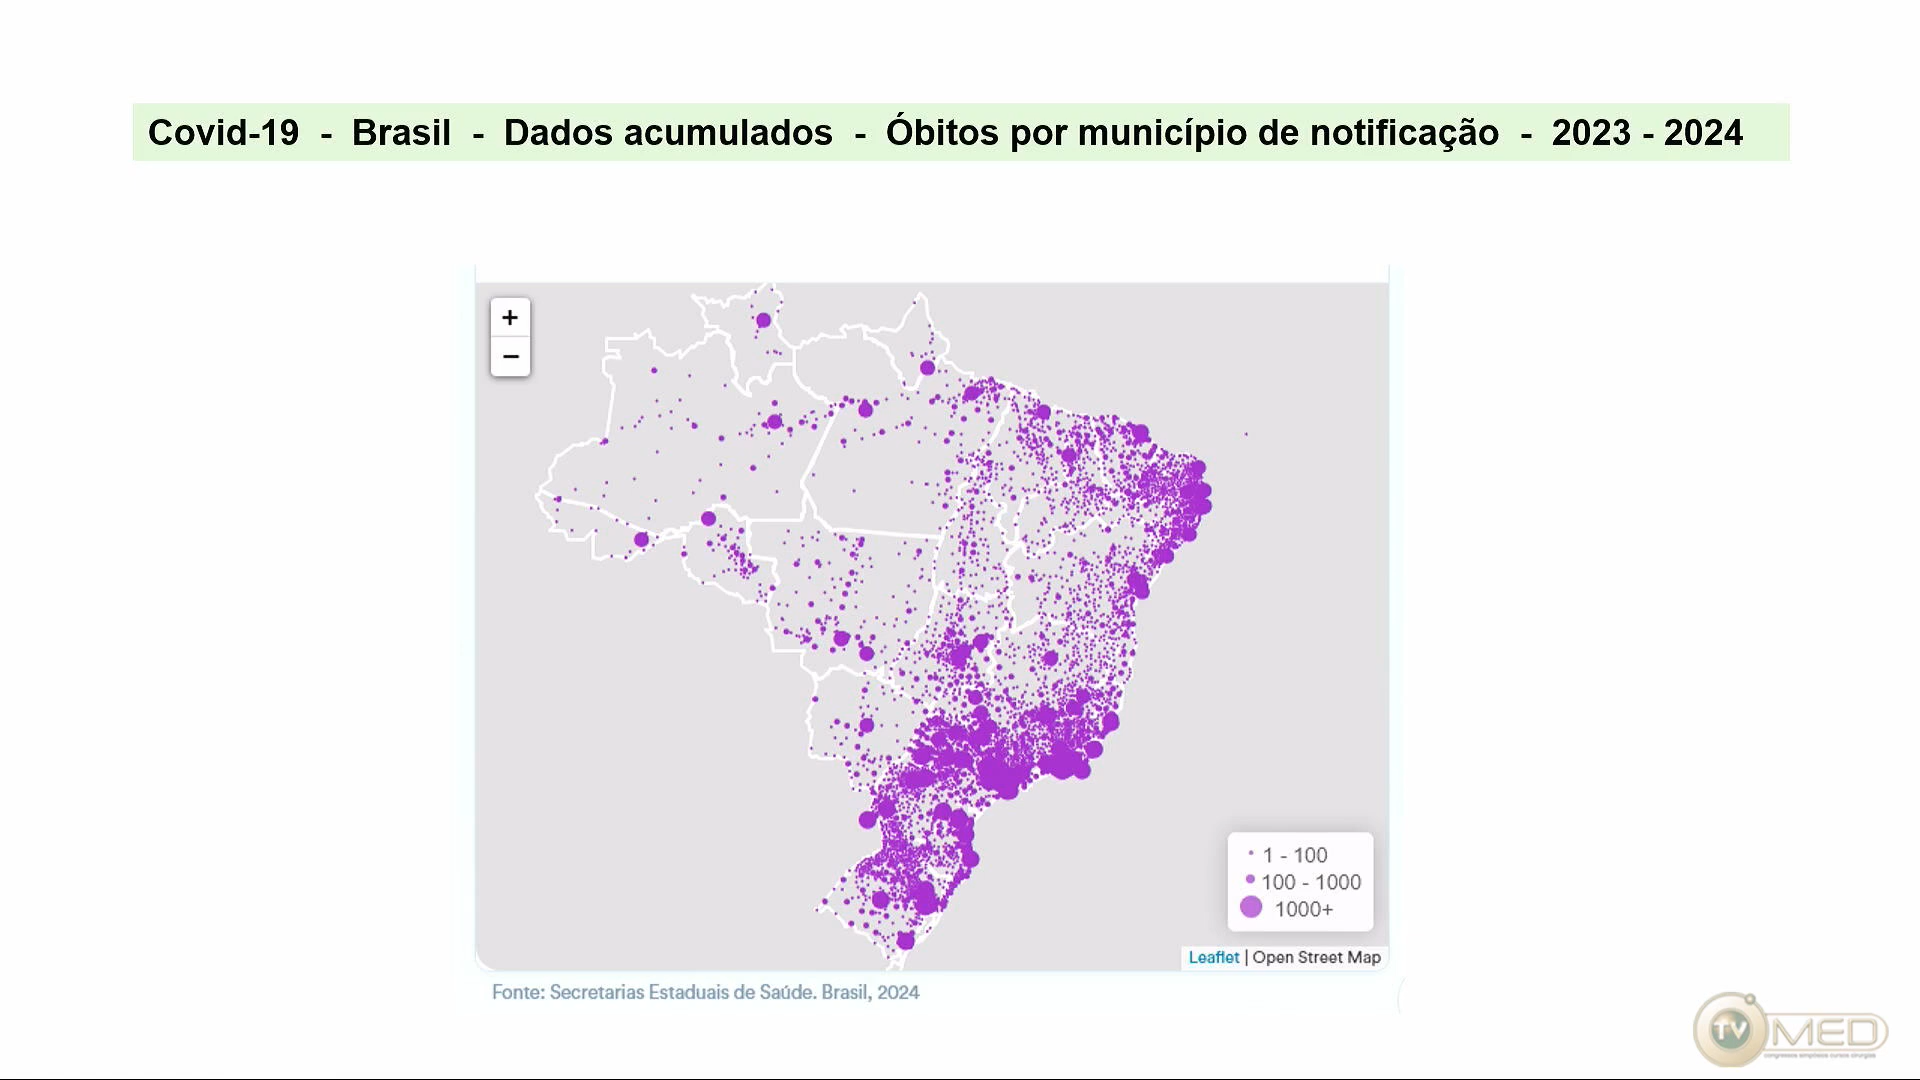 Covid-19 - Brasil - Dados acumulados - Óbitos por município de notificação - 2023 - 2024
+
−
1 - 100
100 - 1000
1000+
Leaflet | Open Street Map
Fonte: Secretarias Estaduais de Saúde. Brasil, 2024
TV MED